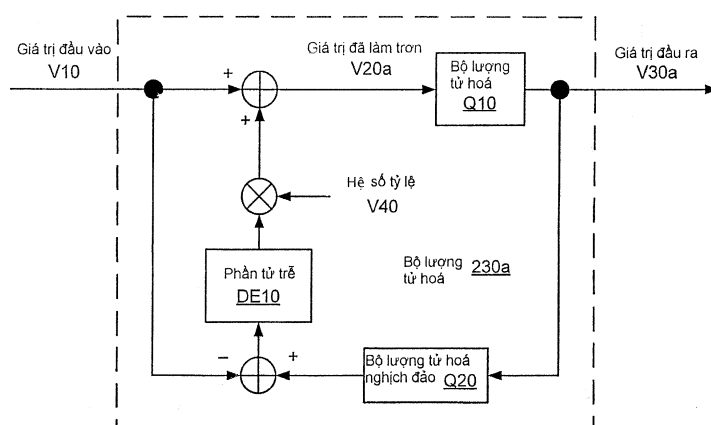 Giá trị đầu vào
V10
Giá trị đã làm trơn
V20a
Bộ lượng
tử hoá
Q10
Giá trị đầu ra
V30a
+
+
Hệ số tỷ lệ
V40
Phần tử trễ
DE10
Bộ lượng
tử hoá
230a
–
+
Bộ lượng tử hoá
nghịch đảo Q20